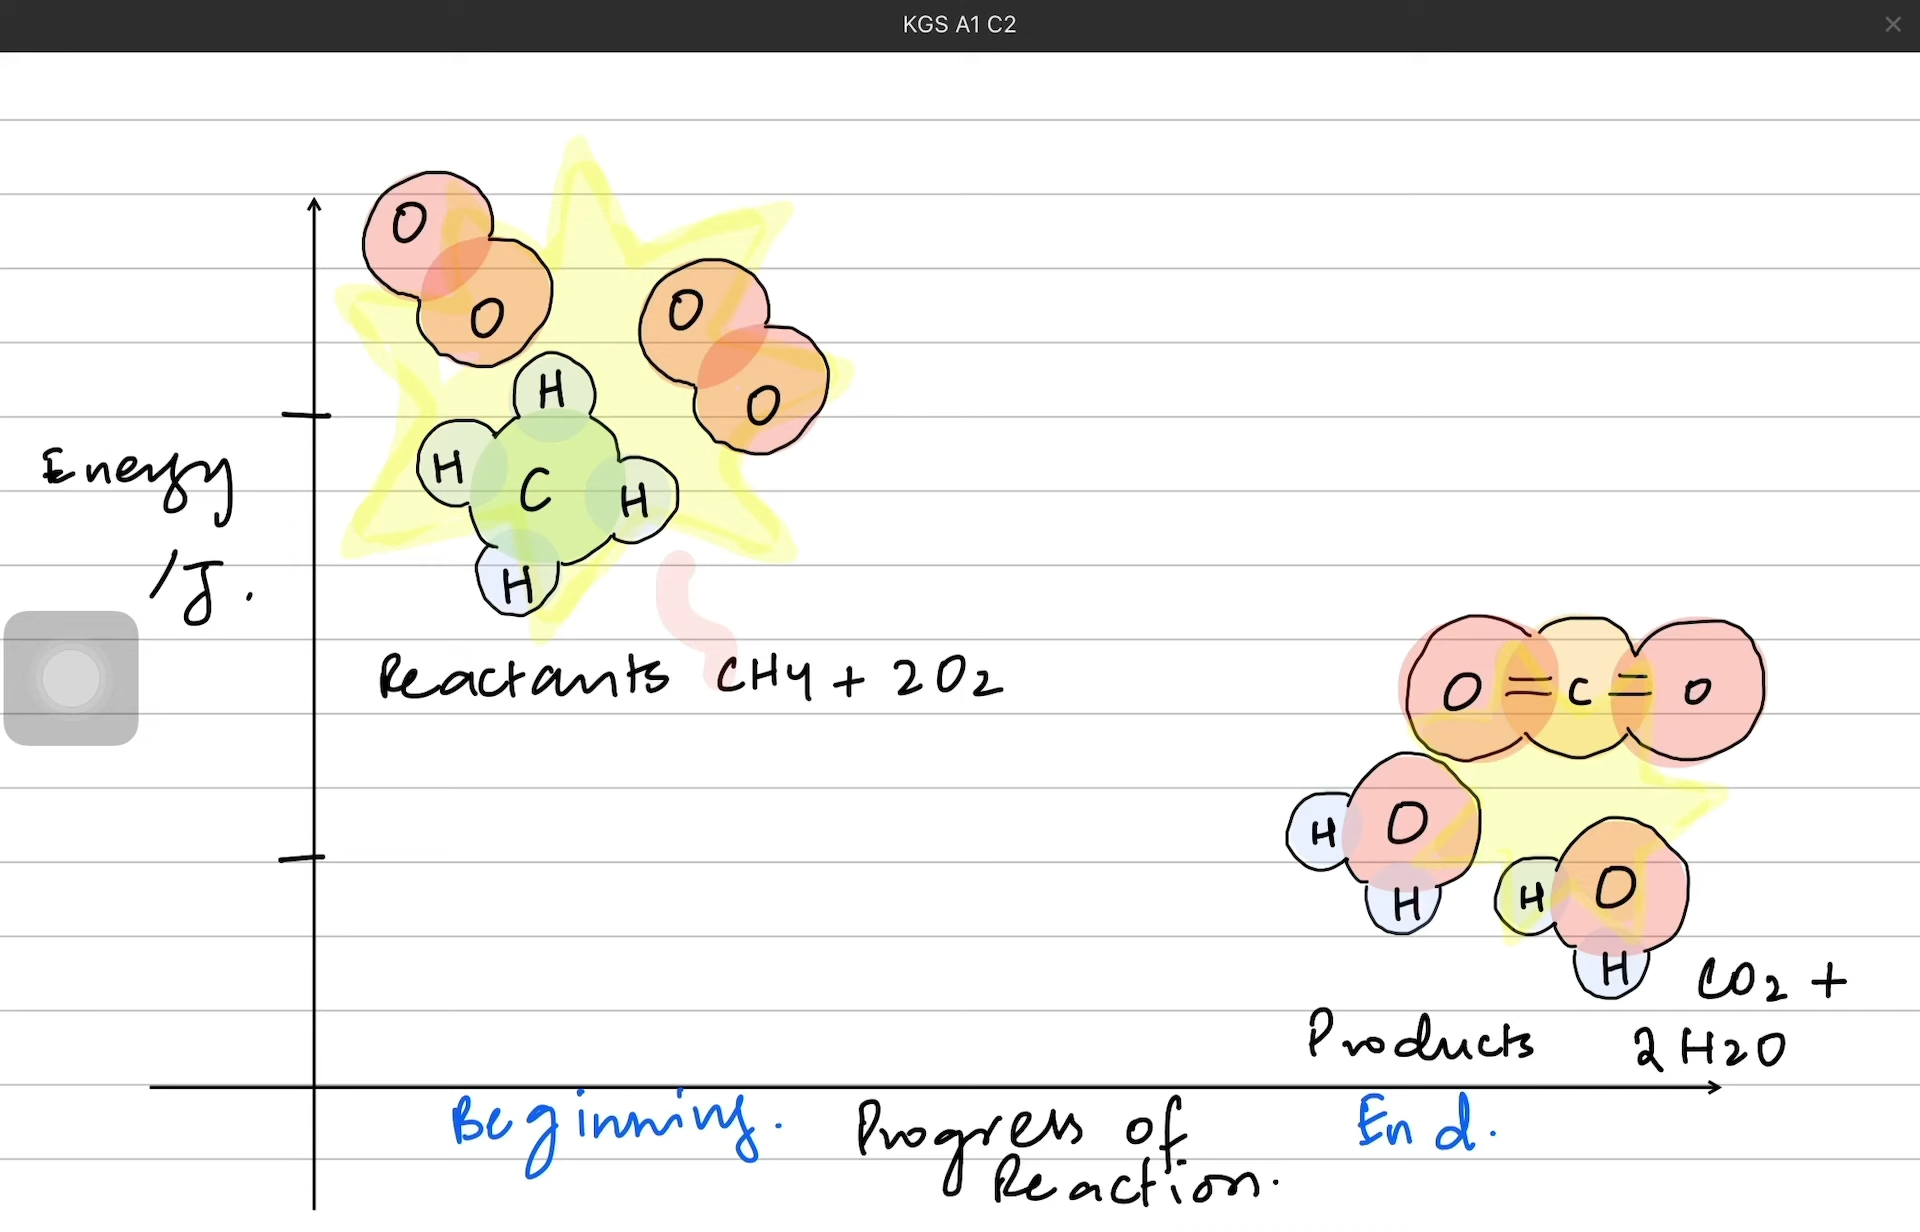 KGS A1 C2
O
O
O
O
H
H
C
H
H
Energy
/J.
Reactants CH4 + 2O2
O = C = O
H O
H
H O
H
CO2 +
Products 2H2O
Beginning. Progress of End.
Reaction.